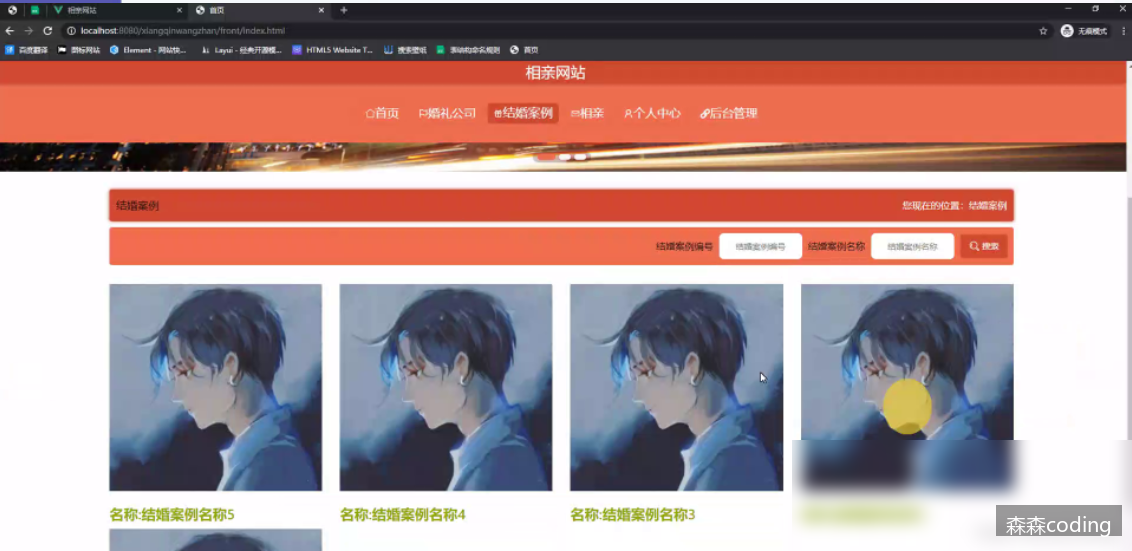 相亲网站
首页
localhost:8080/xiangqinwangzhan/front/index.html
无痕模式
百度翻译
图标网站
Element - 网站快...
Layui - 经典开源模...
HTML5 Website T...
搜索壁纸
首页
相亲网站
首页 婚礼公司 结婚案例 相亲 个人中心 后台管理
结婚案例
您现在的位置：结婚案例
结婚案例编号 结婚案例编号 结婚案例名称 结婚案例名称 搜索
名称:结婚案例名称5
名称:结婚案例名称4
名称:结婚案例名称3
森森coding